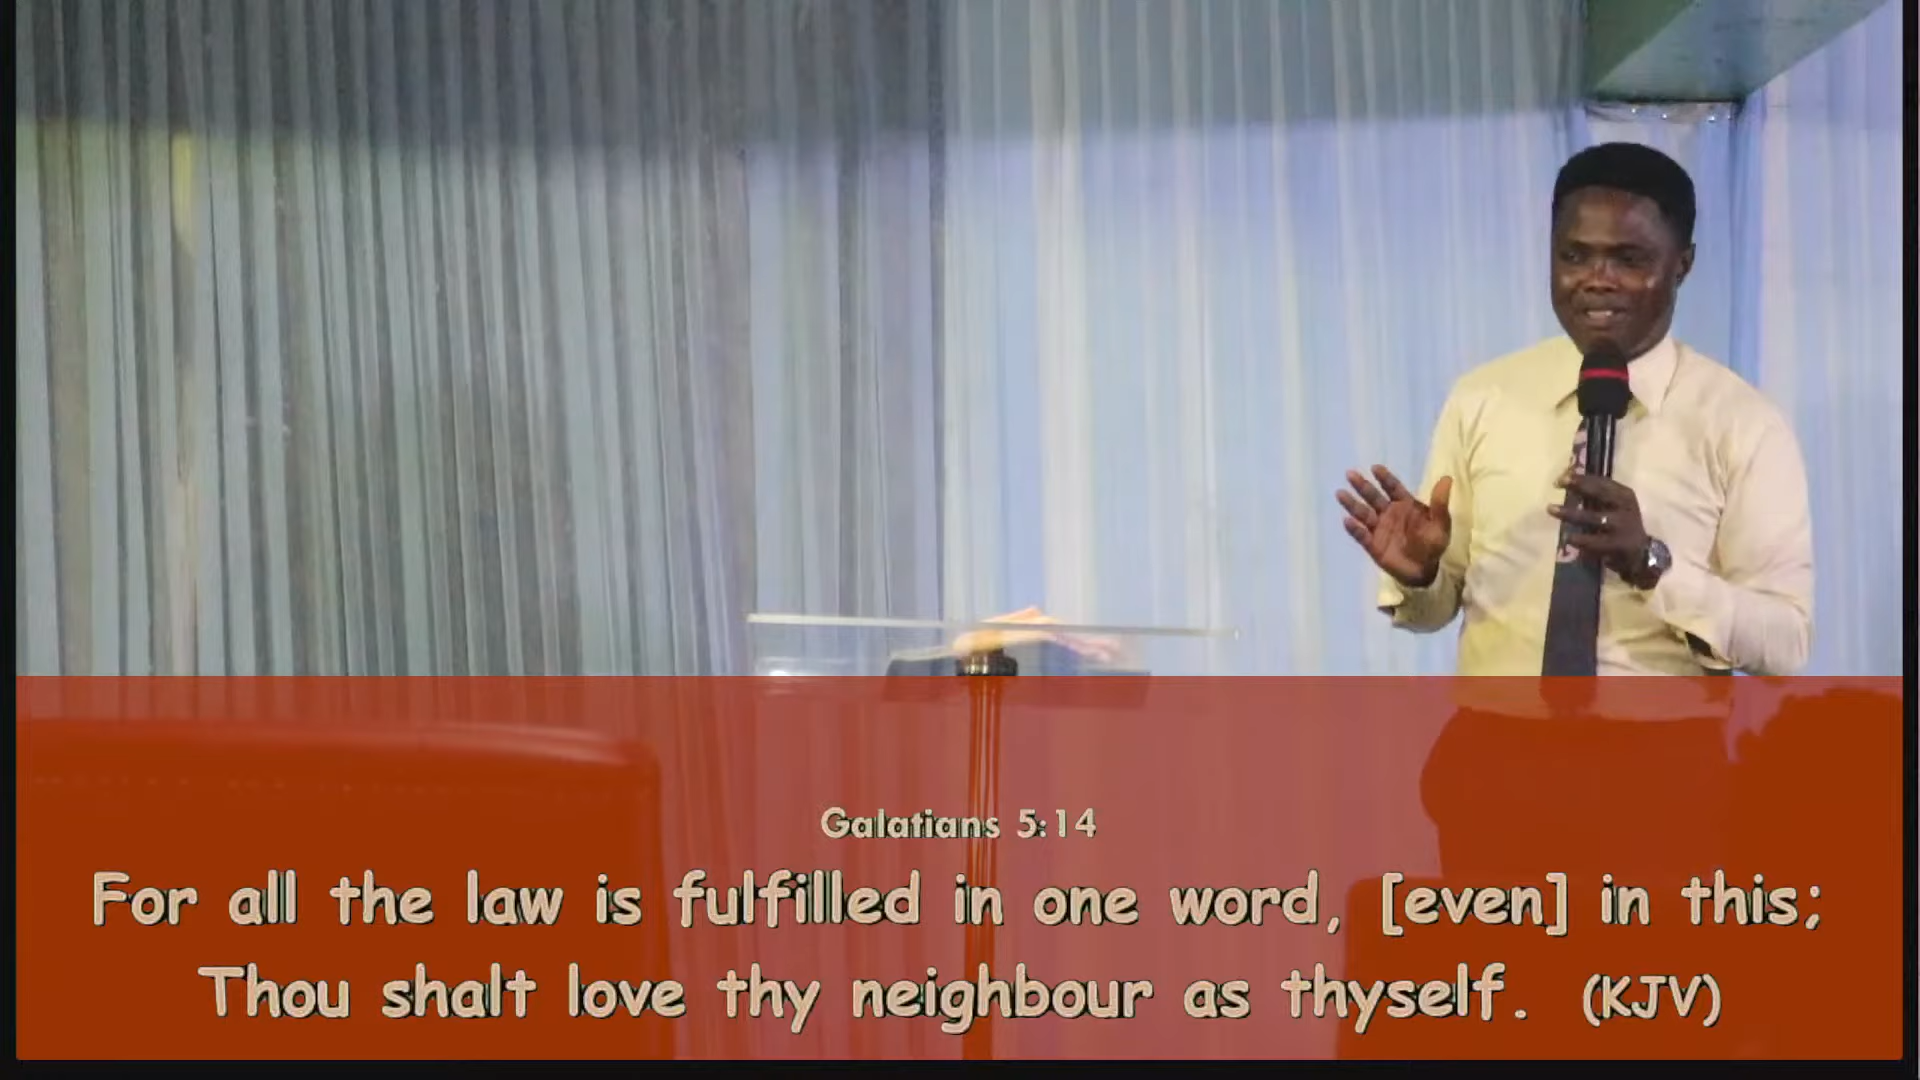 Galatians 5:14
For all the law is fulfilled in one word, [even] in this;
Thou shalt love thy neighbour as thyself. (KJV)